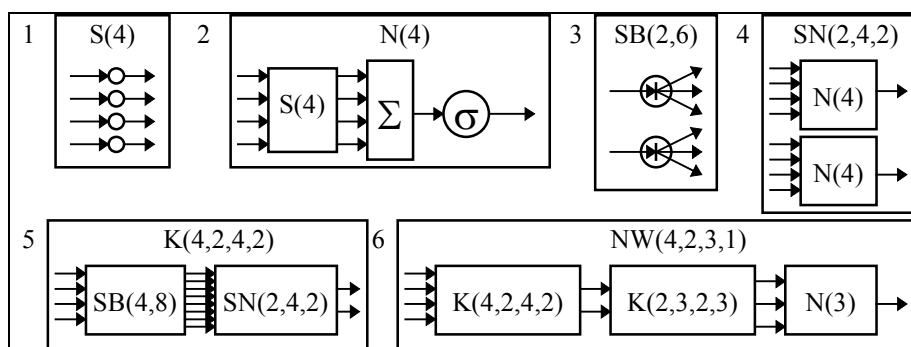 1
S(4)
2
N(4)
S(4)
Σ
σ
3
SB(2,6)
4
SN(2,4,2)
N(4)
N(4)
5
K(4,2,4,2)
SB(4,8)
SN(2,4,2)
6
NW(4,2,3,1)
K(4,2,4,2)
K(2,3,2,3)
N(3)